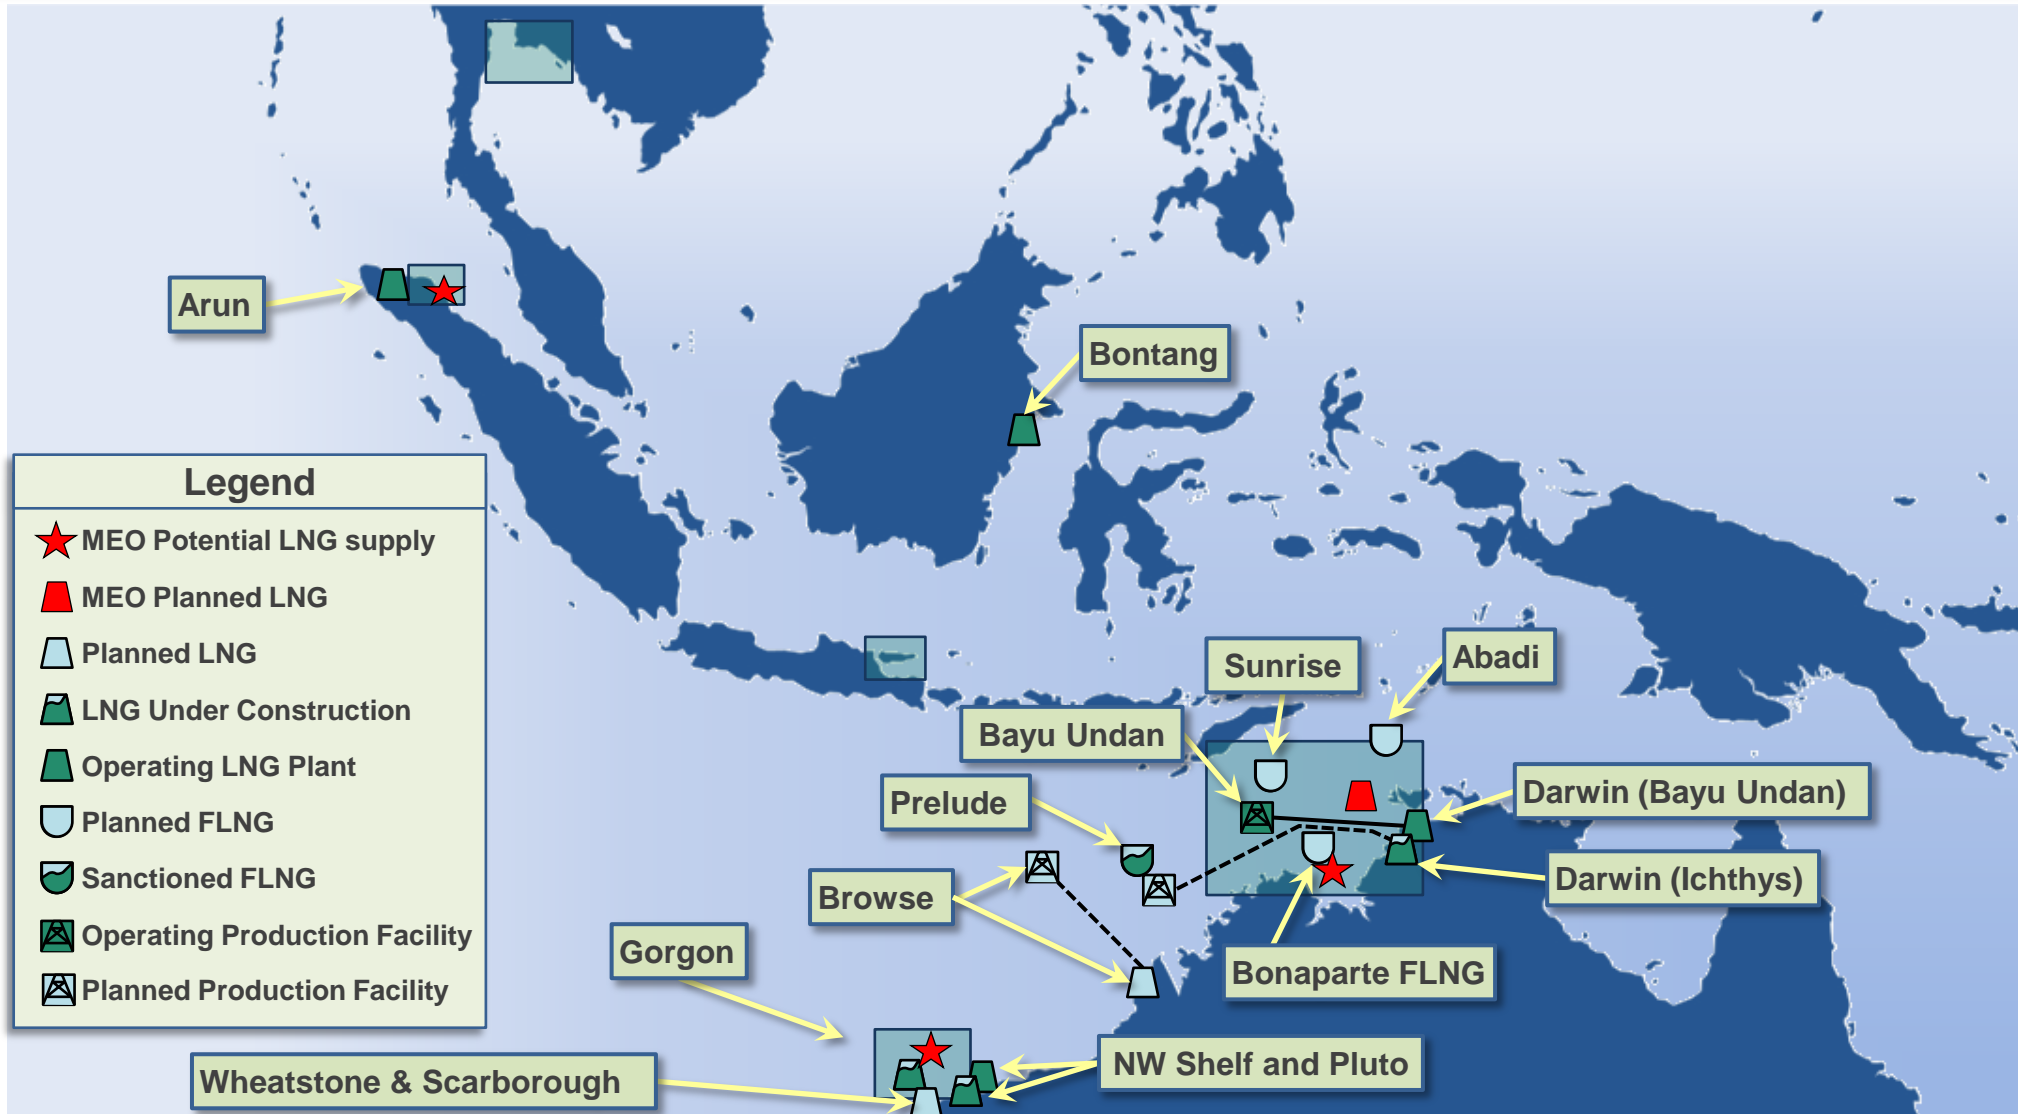 Arun
Bontang
Legend
MEO Potential LNG supply
MEO Planned LNG
Planned LNG
LNG Under Construction
Operating LNG Plant
Planned FLNG
Sanctioned FLNG
Operating Production Facility
Planned Production Facility
Abadi
Sunrise
Bayu Undan
Prelude
Darwin (Bayu Undan)
Browse
Darwin (Ichthys)
Gorgon
Bonaparte FLNG
NW Shelf and Pluto
Wheatstone & Scarborough